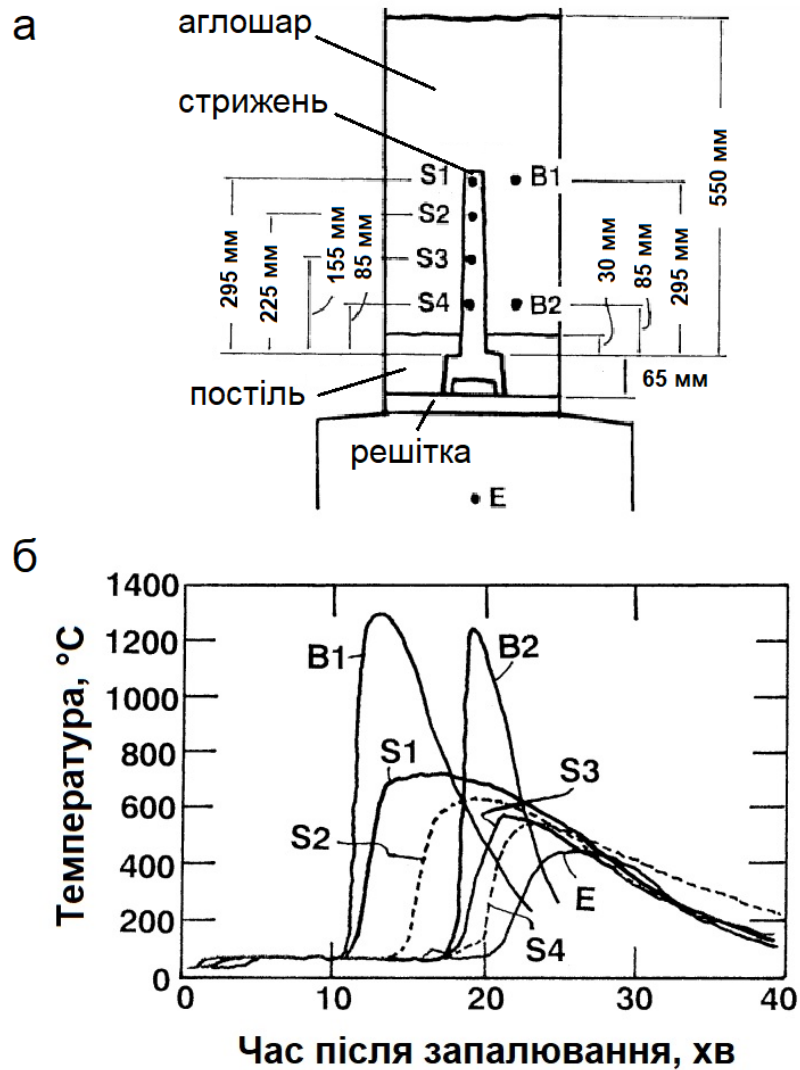 а
аглошар
стрижень
S1
B1
S2
S3
S4
B2
295 мм
225 мм
155 мм
85 мм
30 мм
85 мм
295 мм
550 мм
65 мм
постіль
решітка
E
б
Температура, °C
1400
1200
1000
800
600
400
200
0
B1
B2
S1
S3
S2
E
S4
0
10
20
30
40
Час після запалювання, хв